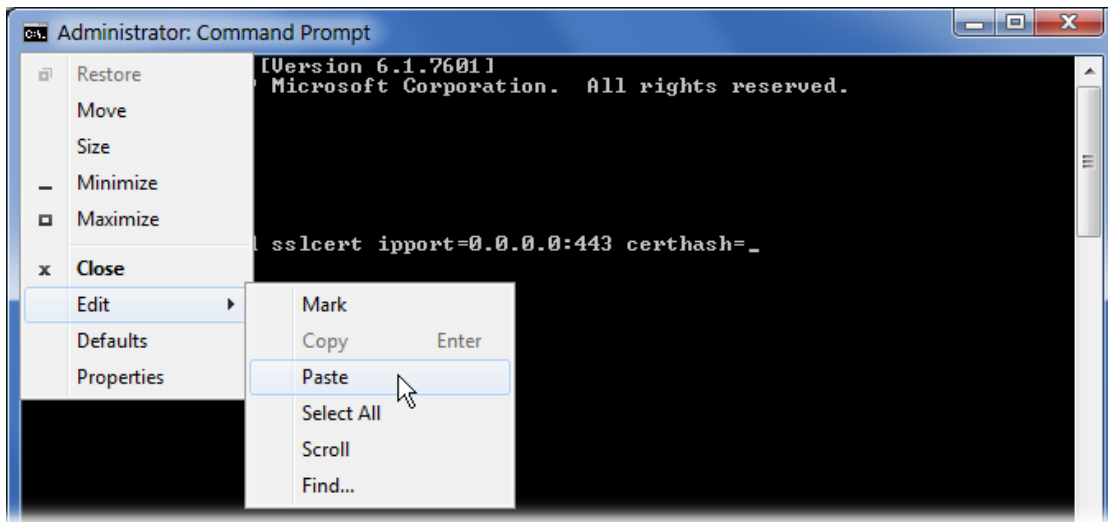 Administrator: Command Prompt
[Version 6.1.7601]
Microsoft Corporation. All rights reserved.
sslcert ipport=0.0.0.0:443 certhash=_
Restore
Move
Size
Minimize
Maximize
Close
Edit
Defaults
Properties
Mark
Copy Enter
Paste
Select All
Scroll
Find...